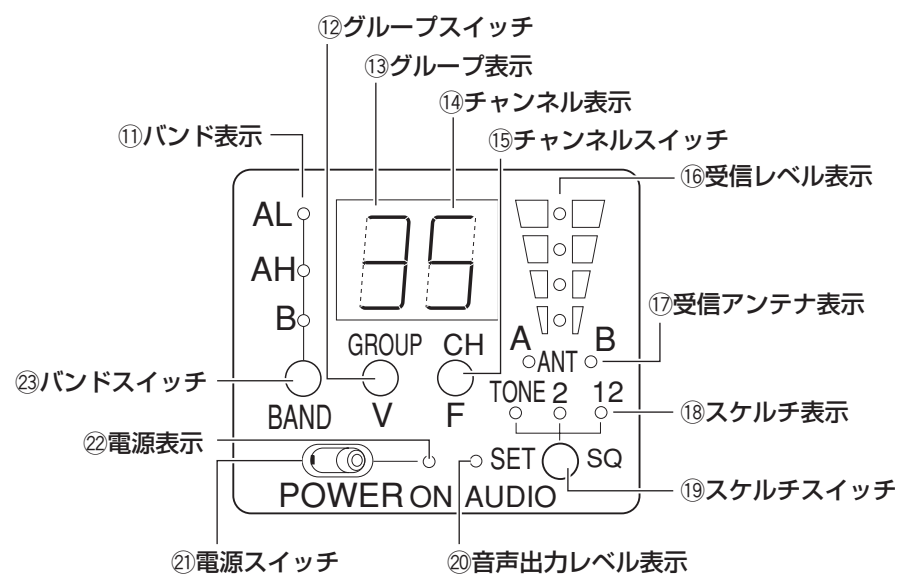 ⑫グループスイッチ
⑬グループ表示
⑭チャンネル表示
⑪バンド表示
⑮チャンネルスイッチ
⑯受信レベル表示
AL
35
AH
B
⑰受信アンテナ表示
GROUP CH
A ANT B
㉓バンドスイッチ
TONE 2 12
BAND V F
⑱スケルチ表示
㉒電源表示
SET SQ
⑲スケルチスイッチ
POWER ON AUDIO
㉑電源スイッチ
⑳音声出力レベル表示